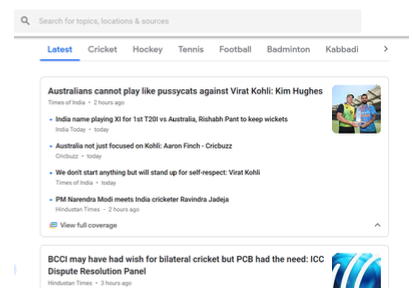 Search for topics, locations & sources
Latest Cricket Hockey Tennis Football Badminton Kabbadi
Australians cannot play like pussycats against Virat Kohli: Kim Hughes
Times of India • 2 hours ago
India name playing XI for 1st T20I vs Australia, Rishabh Pant to keep wickets
India Today • today
Australia not just focused on Kohli: Aaron Finch - Cricbuzz
Cricbuzz • today
We don't start anything but will stand up for self-respect: Virat Kohli
Times of India • today
PM Narendra Modi meets India cricketer Ravindra Jadeja
Hindustan Times • 2 hours ago
View full coverage
BCCI may have had wish for bilateral cricket but PCB had the need: ICC
Dispute Resolution Panel
Hindustan Times • 3 hours ago